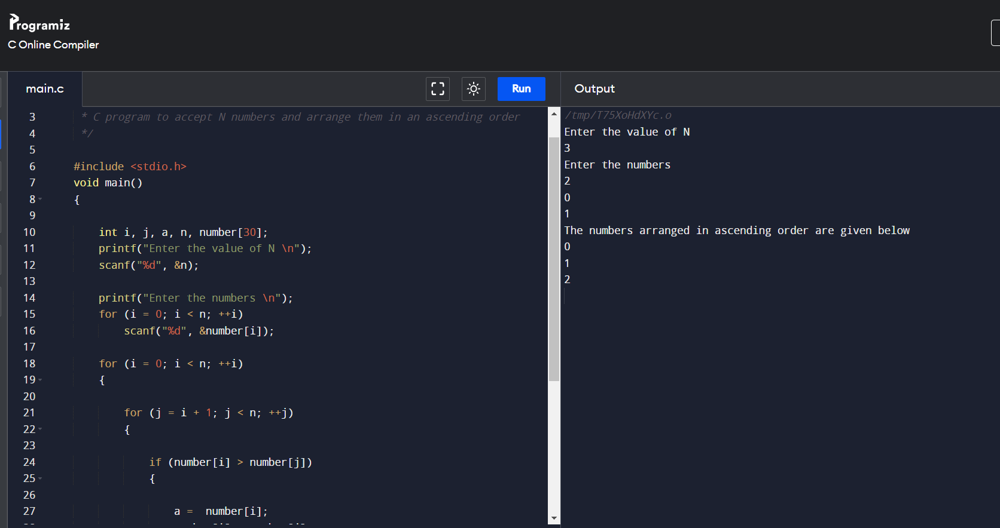 Programiz
C Online Compiler
main.c
Run
Output
3 * C program to accept N numbers and arrange them in an ascending order
4 */
5
6 #include <stdio.h>
7 void main()
8 {
9
10 int i, j, a, n, number[30];
11 printf("Enter the value of N \n");
12 scanf("%d", &n);
13
14 printf("Enter the numbers \n");
15 for (i = 0; i < n; ++i)
16 scanf("%d", &number[i]);
17
18 for (i = 0; i < n; ++i)
19 {
20
21 for (j = i + 1; j < n; ++j)
22 {
23
24 if (number[i] > number[j])
25 {
26
27 a =  number[i];
/tmp/T75XoHdXYc.o
Enter the value of N
3
Enter the numbers
2
0
1
The numbers arranged in ascending order are given below
0
1
2